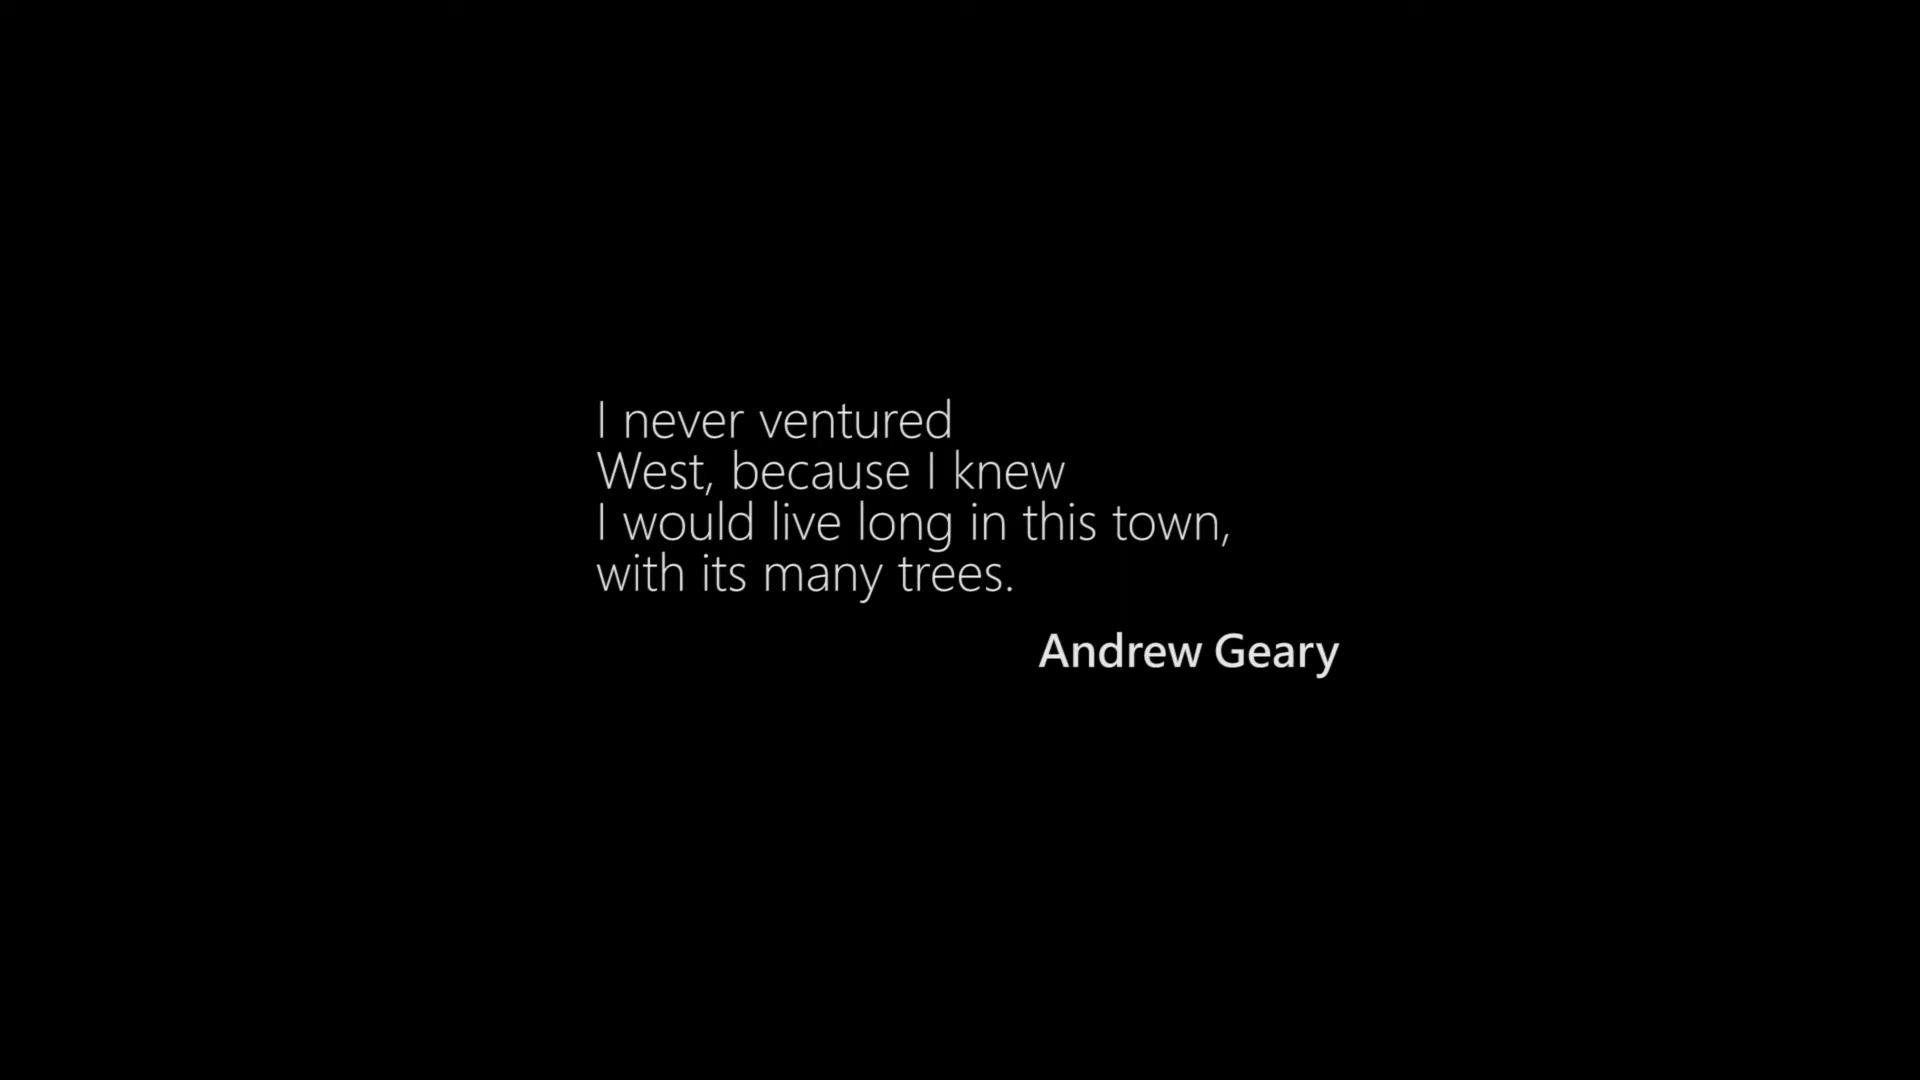 I never ventured
West, because I knew
I would live long in this town,
with its many trees.
Andrew Geary